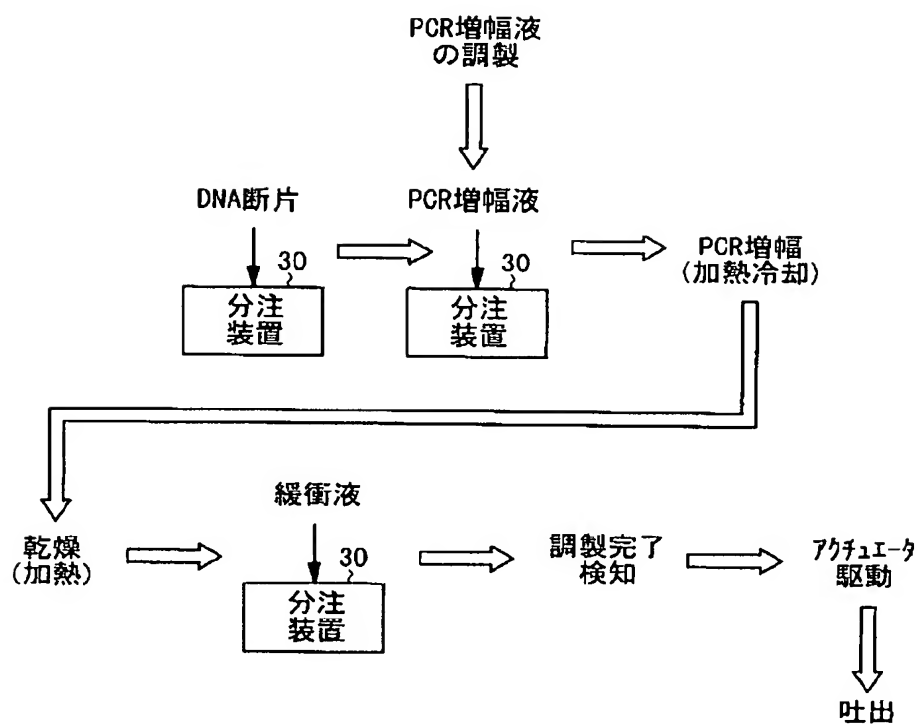 PCR増幅液
の調製
DNA断片
PCR増幅液
PCR増幅
(加熱冷却)
30
分注
装置
30
分注
装置
緩衝液
乾燥
(加熱)
30
分注
装置
調製完了
検知
アクチュエータ
駆動
吐出